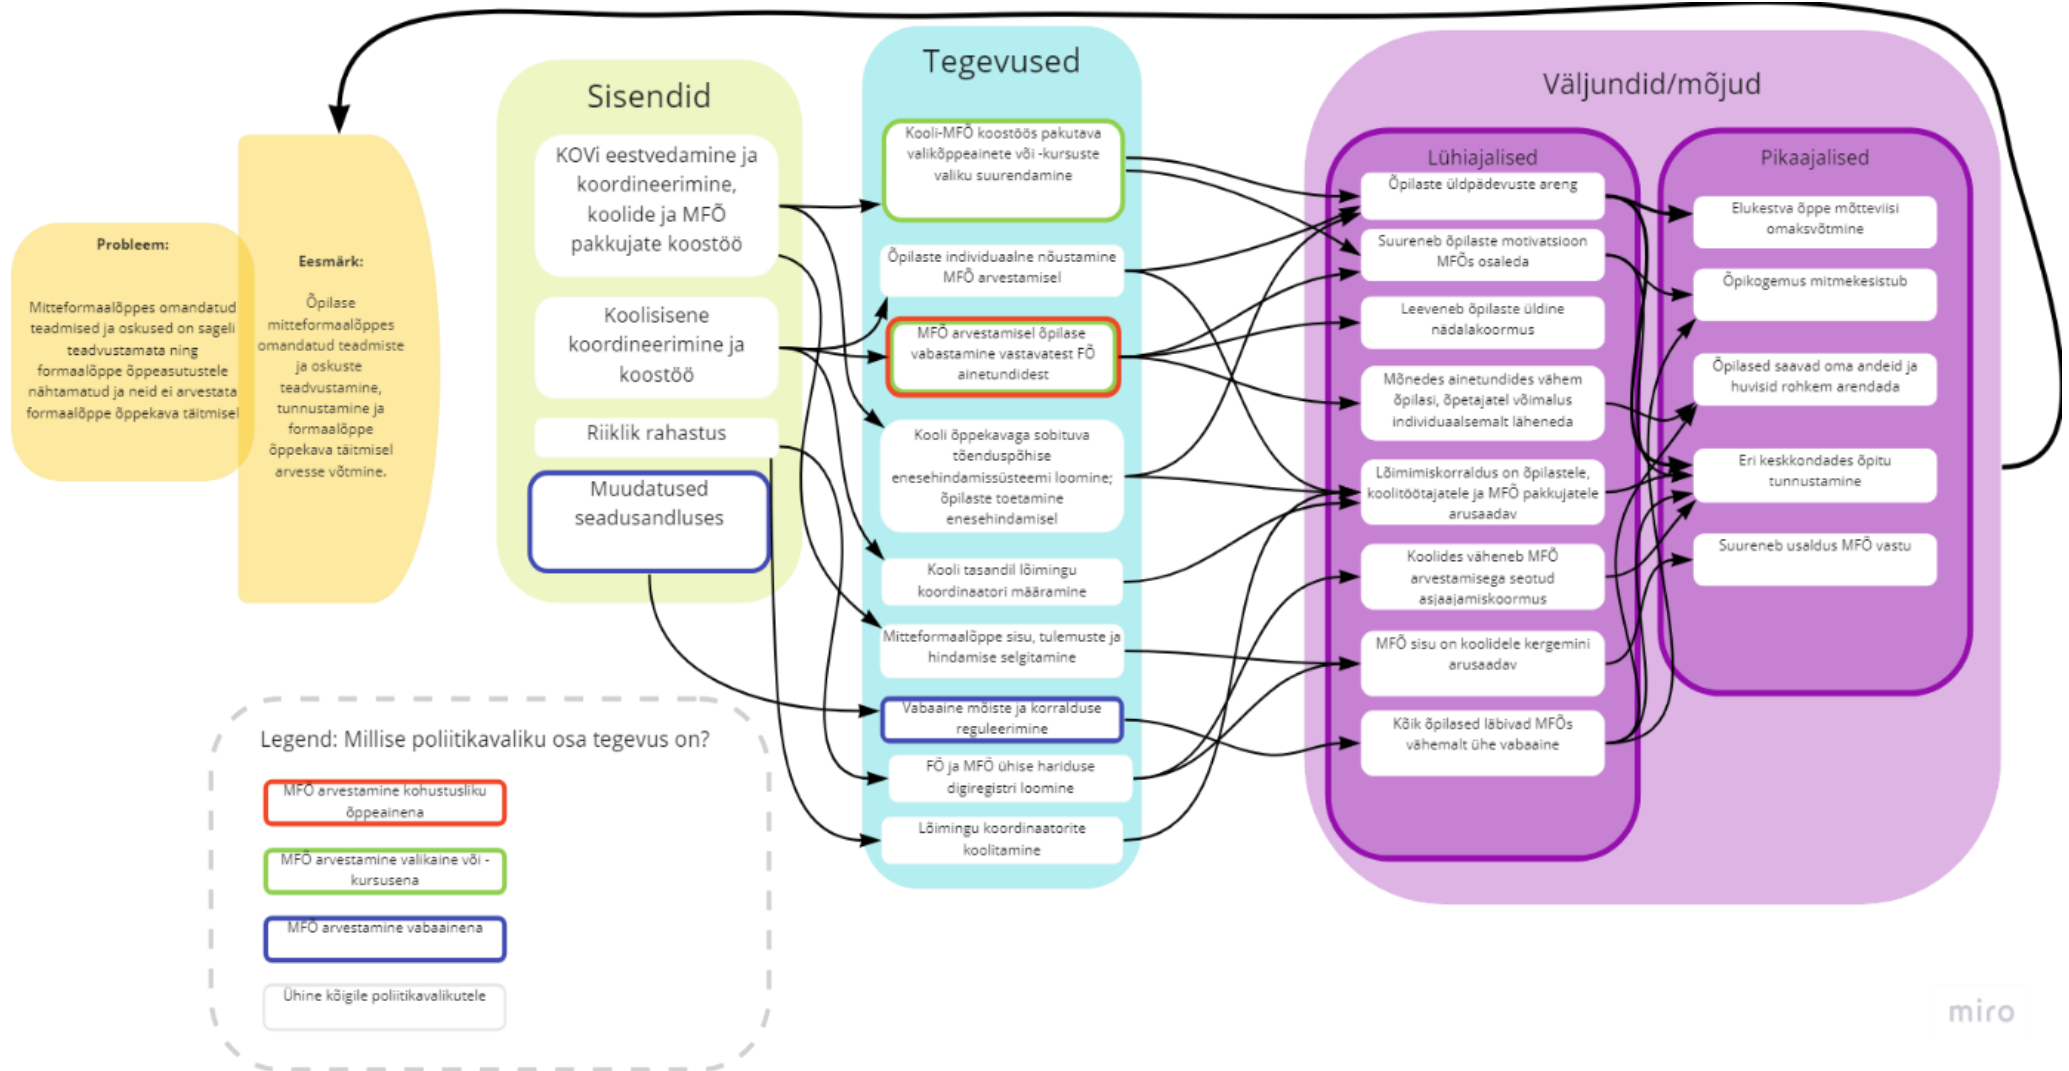 Probleem:
Mitteformaalõppes omandatud
teadmised ja oskused on sageli
teadvustamata ning
formaalõppe õppeasutustele
nähtamatud ja neid ei arvestata
formaalõppe õppekava täitmisel
Eesmärk:
Õpilase
mitteformaalõppes
omandatud teadmiste
ja oskuste
teadvustamine,
tunnustamine ja
formaalõppe
õppekava täitmisel
arvesse võtmine.
Sisendid
KOVi eestvedamine ja
koordineerimine,
koolide ja MFÕ
pakkujate koostöö
Koolisisene
koordineerimine ja
koostöö
Riiklik rahastus
Muudatused
seadusandluses
Tegevused
Kooli-MFÕ koostöös pakutava
valikõppeainete või -kursuste
valiku suurendamine
Õpilaste individuaalne nõustamine
MFÕ arvestamisel
MFÕ arvestamisel õpilase
vabastamine vastavatest FÕ
ainetundidest
Kooli õppekavaga sobituva
tõenduspõhise
enesehindamissüsteemi loomine;
õpilaste toetamine
enesehindamisel
Kooli tasandil lõimingu
koordinaatori määramine
Mitteformaalõppe sisu, tulemuste ja
hindamise selgitamine
Vabaaine mõiste ja korralduse
reguleerimine
FÕ ja MFÕ ühise hariduse
digiregistri loomine
Lõimingu koordinaatorite
koolitamine
Väljundid/mõjud
Lühiajalised
Õpilaste üldpädevuste areng
Suureneb õpilaste motivatsioon
MFÕs osaleda
Leeveneb õpilaste üldine
nädalakoormus
Mõnedes ainetundides vähem
õpilasi, õpetajatel võimalus
individuaalsemalt läheneda
Lõimimiskorraldus on õpilastele,
koolitöötajatele ja MFÕ pakkujatele
arusaadav
Koolides väheneb MFÕ
arvestamisega seotud
asjaajamiskoormus
MFÕ sisu on koolidele kergemini
arusaadav
Kõik õpilased läbivad MFÕs
vähemalt ühe vabaaine
Pikaajalised
Elukestva õppe mõtteviisi
omaksvõtmine
Õpikogemus mitmekesistub
Õpilased saavad oma andeid ja
huvisid rohkem arendada
Eri keskkondades õpitu
tunnustamine
Suureneb usaldus MFÕ vastu
Legend: Millise poliitikavaliku osa tegevus on?
MFÕ arvestamine kohustusliku
õppeainena
MFÕ arvestamine valikaine või -
kursusena
MFÕ arvestamine vabaainena
Ühine kõigile poliitikavalikutele
miro